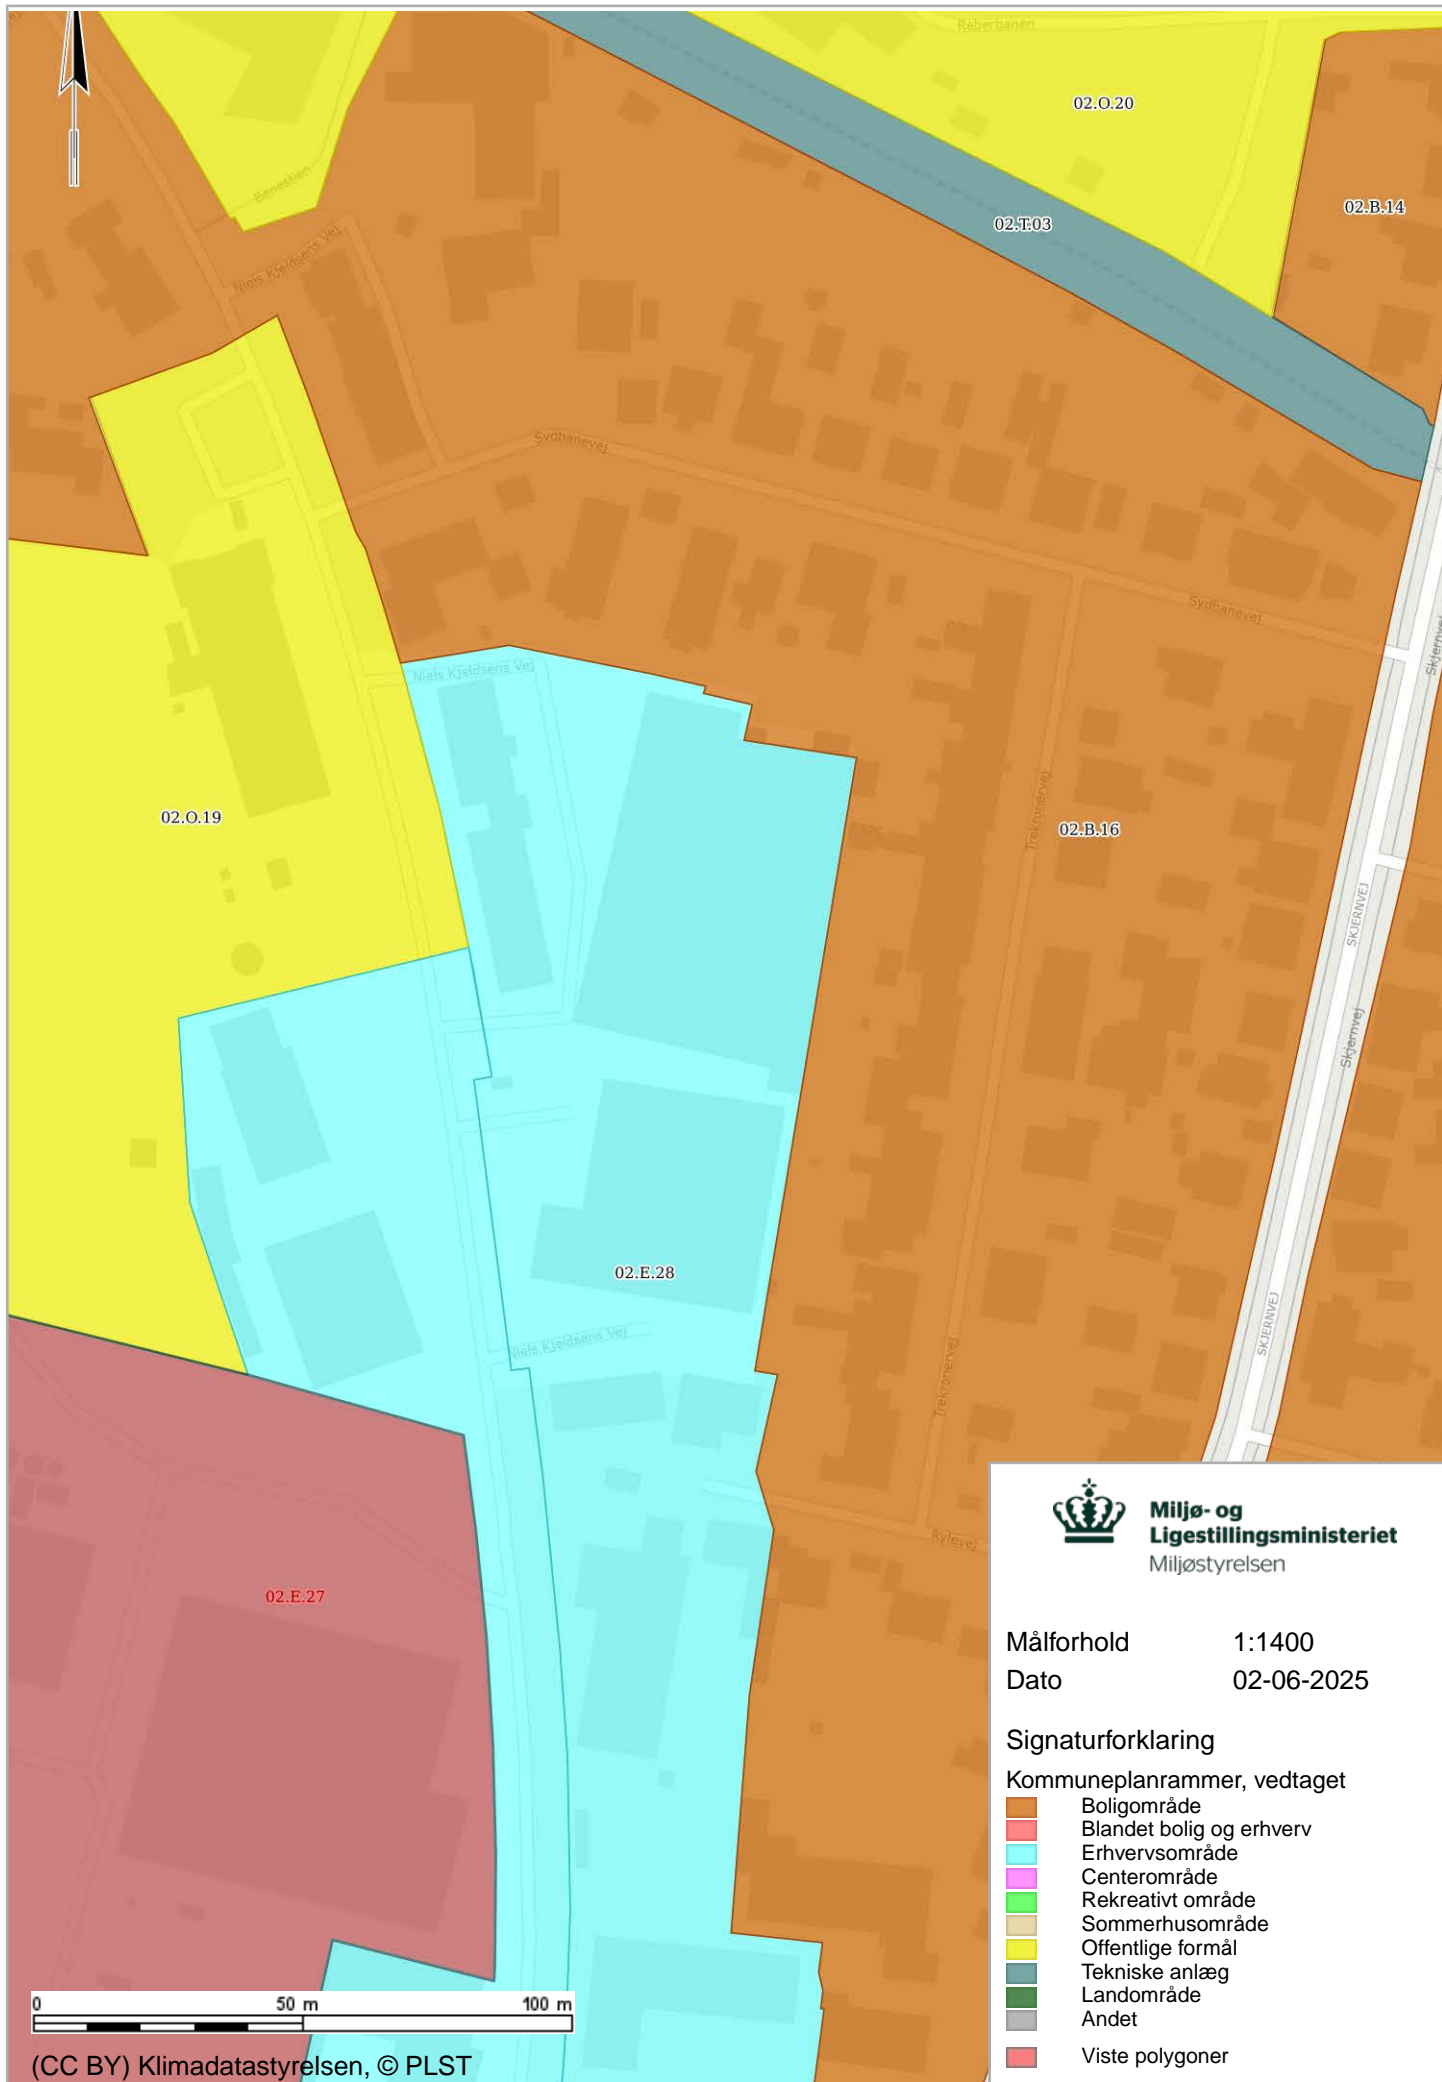 Reberbanen
02.O.20
02.B.14
02.T.03
Banestien
Niels Kjeldsens Vej
Sydbanevej
Sydbanevej
Skjernvej
Niels Kjeldsens Vej
02.O.19
Trekronervej
02.B.16
SKJERNVEJ
Skjernvej
02.E.28
Niels Kjeldsens Vej
SKJERNVEJ
Trekronervej
Rylevej
02.E.27
Miljø- og
Ligestillingsministeriet
Miljøstyrelsen
Målforhold 1:1400
Dato 02-06-2025
Signaturforklaring
Kommuneplanrammer, vedtaget
Boligområde
Blandet bolig og erhverv
Erhvervsområde
Centerområde
Rekreativt område
Sommerhusområde
Offentlige formål
Tekniske anlæg
Landområde
Andet
Viste polygoner
0 50 m 100 m
(CC BY) Klimadatastyrelsen, © PLST